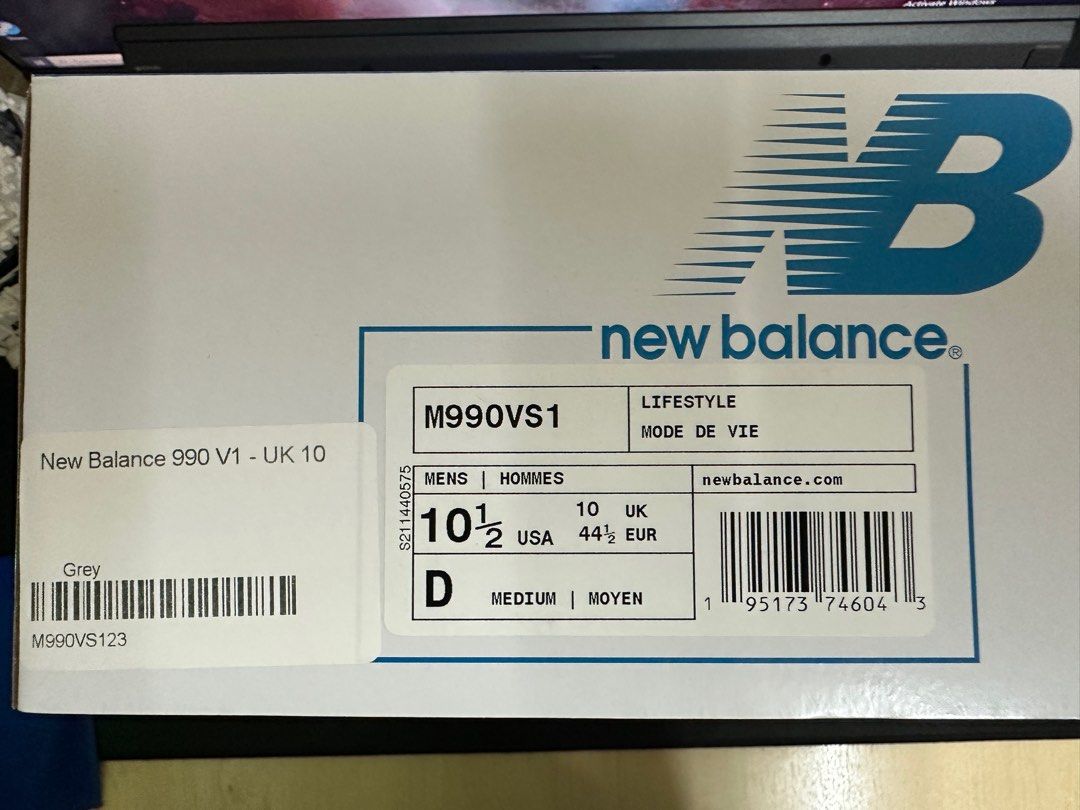 Activate Windows
NB
new balance®
M990VS1
LIFESTYLE
MODE DE VIE
New Balance 990 V1 - UK 10
Grey
M990VS123
S211440575
MENS | HOMMES
newbalance.com
10½ USA
10 UK
44½ EUR
D MEDIUM | MOYEN
1 95173 74604 3